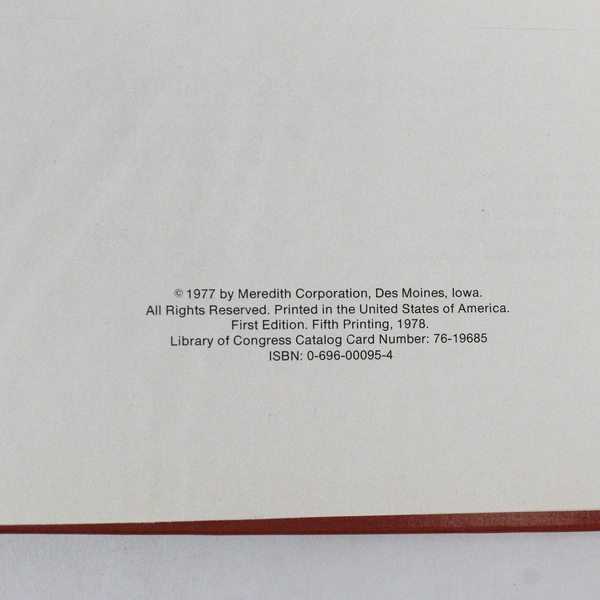 © 1977 by Meredith Corporation, Des Moines, Iowa.
All Rights Reserved. Printed in the United States of America.
First Edition. Fifth Printing, 1978.
Library of Congress Catalog Card Number: 76-19685
ISBN: 0-696-00095-4